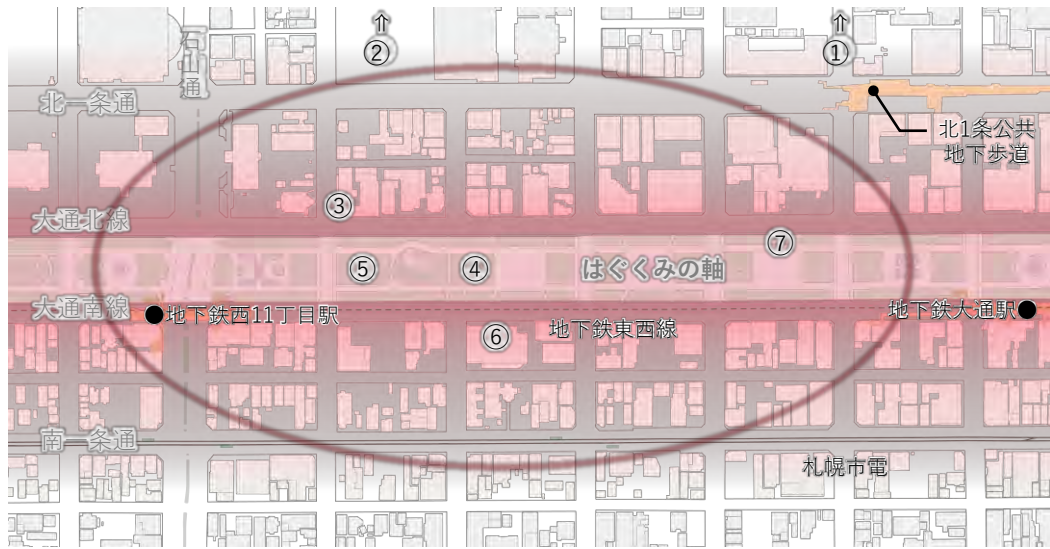 ⇧
②
⇧
①
石山通
北一条通
北1条公共
地下歩道
③
大通北線
⑦
⑤
④
はぐくみの軸
大通南線
地下鉄西11丁目駅
地下鉄大通駅
⑥
地下鉄東西線
南一条通
札幌市電